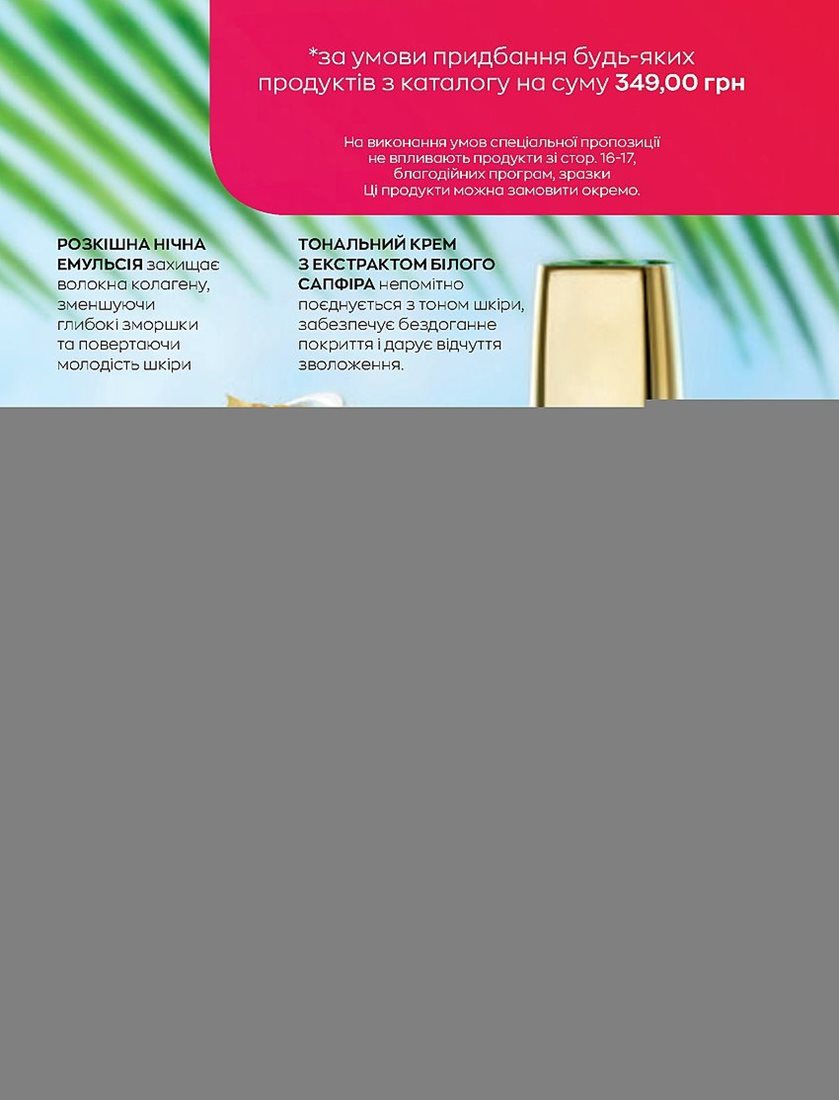 *за умови придбання будь-яких
продуктів з каталогу на суму 349,00 грн
На виконання умов спеціальної пропозиції
не впливають продукти зі стор. 16-17,
благодійних програм, зразки
Ці продукти можна замовити окремо.
РОЗКІШНА НІЧНА
ЕМУЛЬСІЯ захищає
волокна колагену,
зменшуючи
глибокі зморшки
та повертаючи
молодість шкіри
ТОНАЛЬНИЙ КРЕМ
З ЕКСТРАКТОМ БІЛОГО
САПФІРА непомітно
поєднується з тоном шкіри,
забезпечує бездоганне
покриття і дарує відчуття
зволоження.